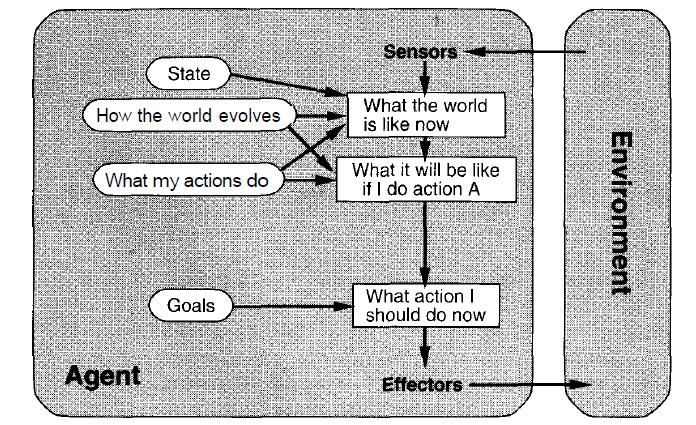 Sensors
State
What the world
is like now
How the world evolves
What it will be like
if I do action A
What my actions do
Goals
What action I
should do now
Agent
Effectors
Environment